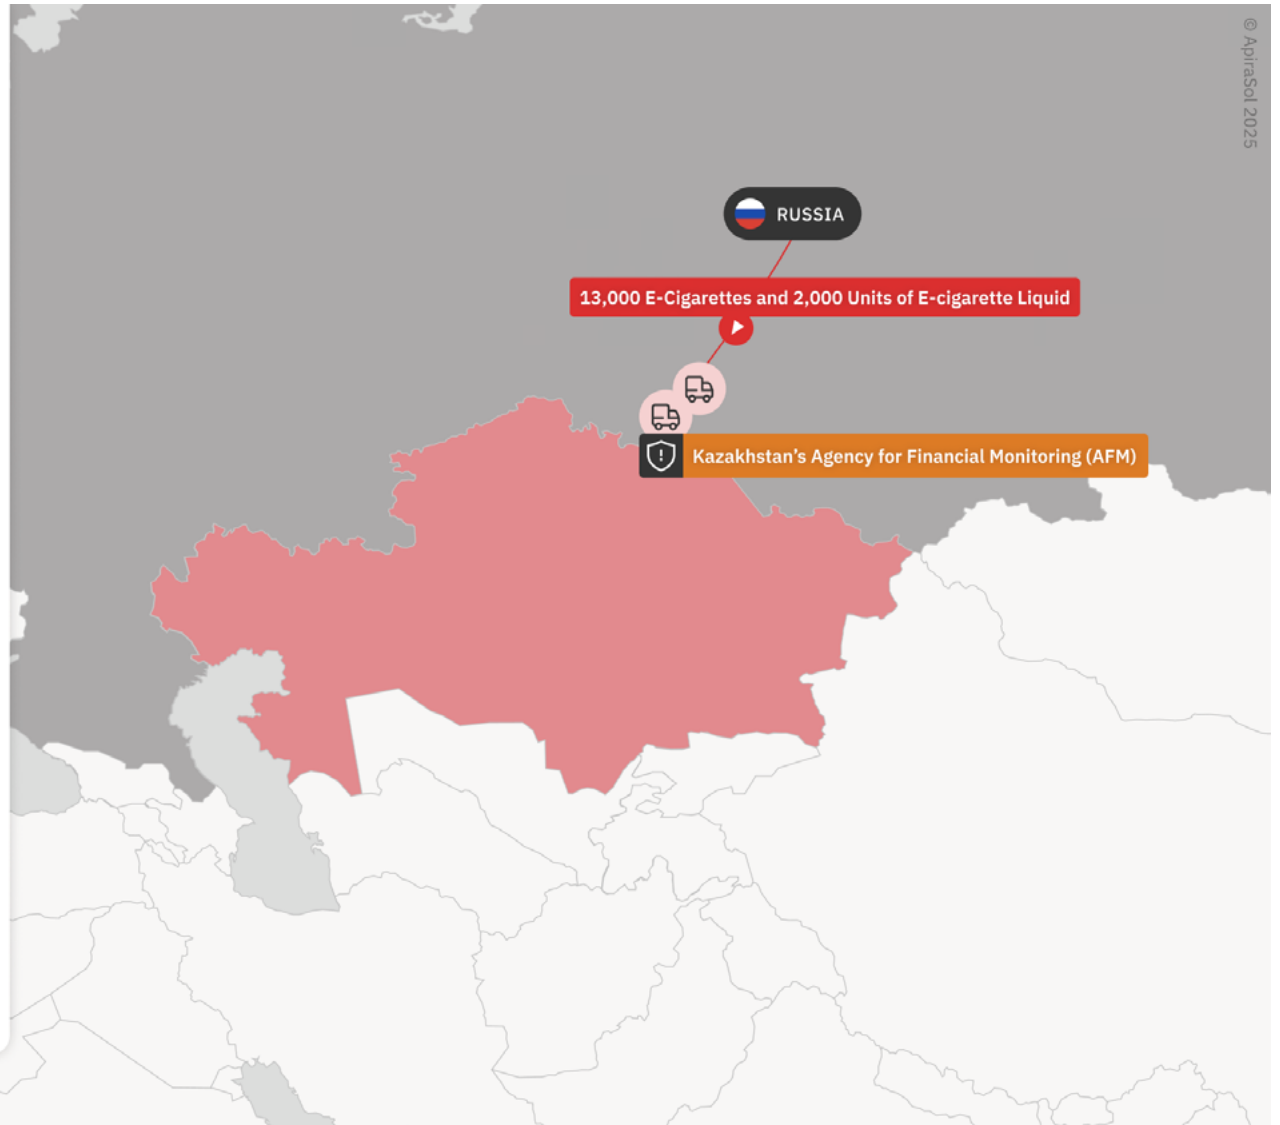 © ApiraSol 2025
RUSSIA
13,000 E-Cigarettes and 2,000 Units of E-cigarette Liquid
Kazakhstan’s Agency for Financial Monitoring (AFM)